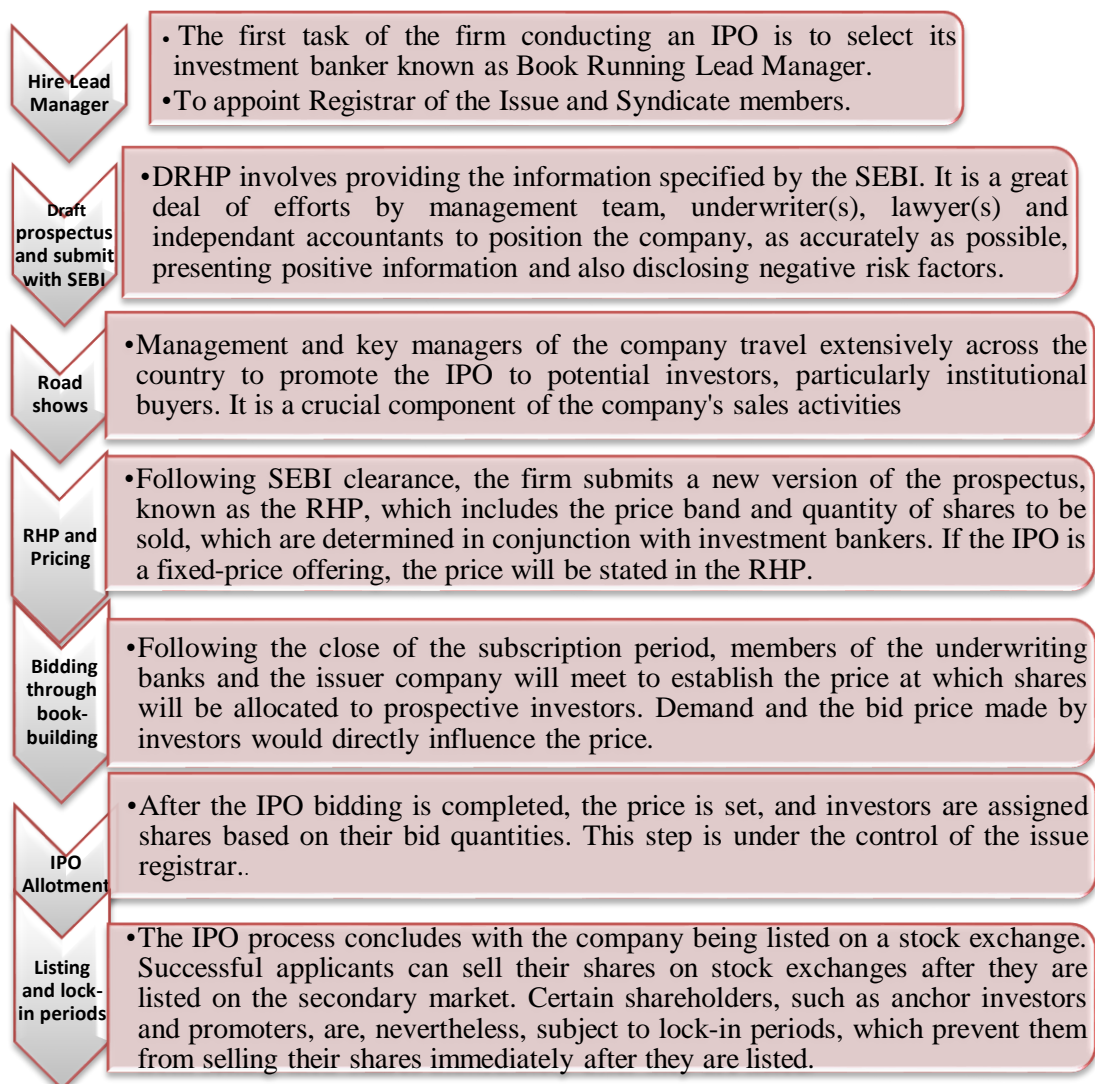 Hire Lead
Manager
• The first task of the firm conducting an IPO is to select its
investment banker known as Book Running Lead Manager.
•To appoint Registrar of the Issue and Syndicate members.
Draft
prospectus
and submit
with SEBI
•DRHP involves providing the information specified by the SEBI. It is a great
deal of efforts by management team, underwriter(s), lawyer(s) and
independant accountants to position the company, as accurately as possible,
presenting positive information and also disclosing negative risk factors.
Road
shows
•Management and key managers of the company travel extensively across the
country to promote the IPO to potential investors, particularly institutional
buyers. It is a crucial component of the company's sales activities
RHP and
Pricing
•Following SEBI clearance, the firm submits a new version of the prospectus,
known as the RHP, which includes the price band and quantity of shares to be
sold, which are determined in conjunction with investment bankers. If the IPO is
a fixed-price offering, the price will be stated in the RHP.
Bidding
through
book-
building
•Following the close of the subscription period, members of the underwriting
banks and the issuer company will meet to establish the price at which shares
will be allocated to prospective investors. Demand and the bid price made by
investors would directly influence the price.
IPO
Allotment
•After the IPO bidding is completed, the price is set, and investors are assigned
shares based on their bid quantities. This step is under the control of the issue
registrar..
Listing
and lock-
in periods
•The IPO process concludes with the company being listed on a stock exchange.
Successful applicants can sell their shares on stock exchanges after they are
listed on the secondary market. Certain shareholders, such as anchor investors
and promoters, are, nevertheless, subject to lock-in periods, which prevent them
from selling their shares immediately after they are listed.